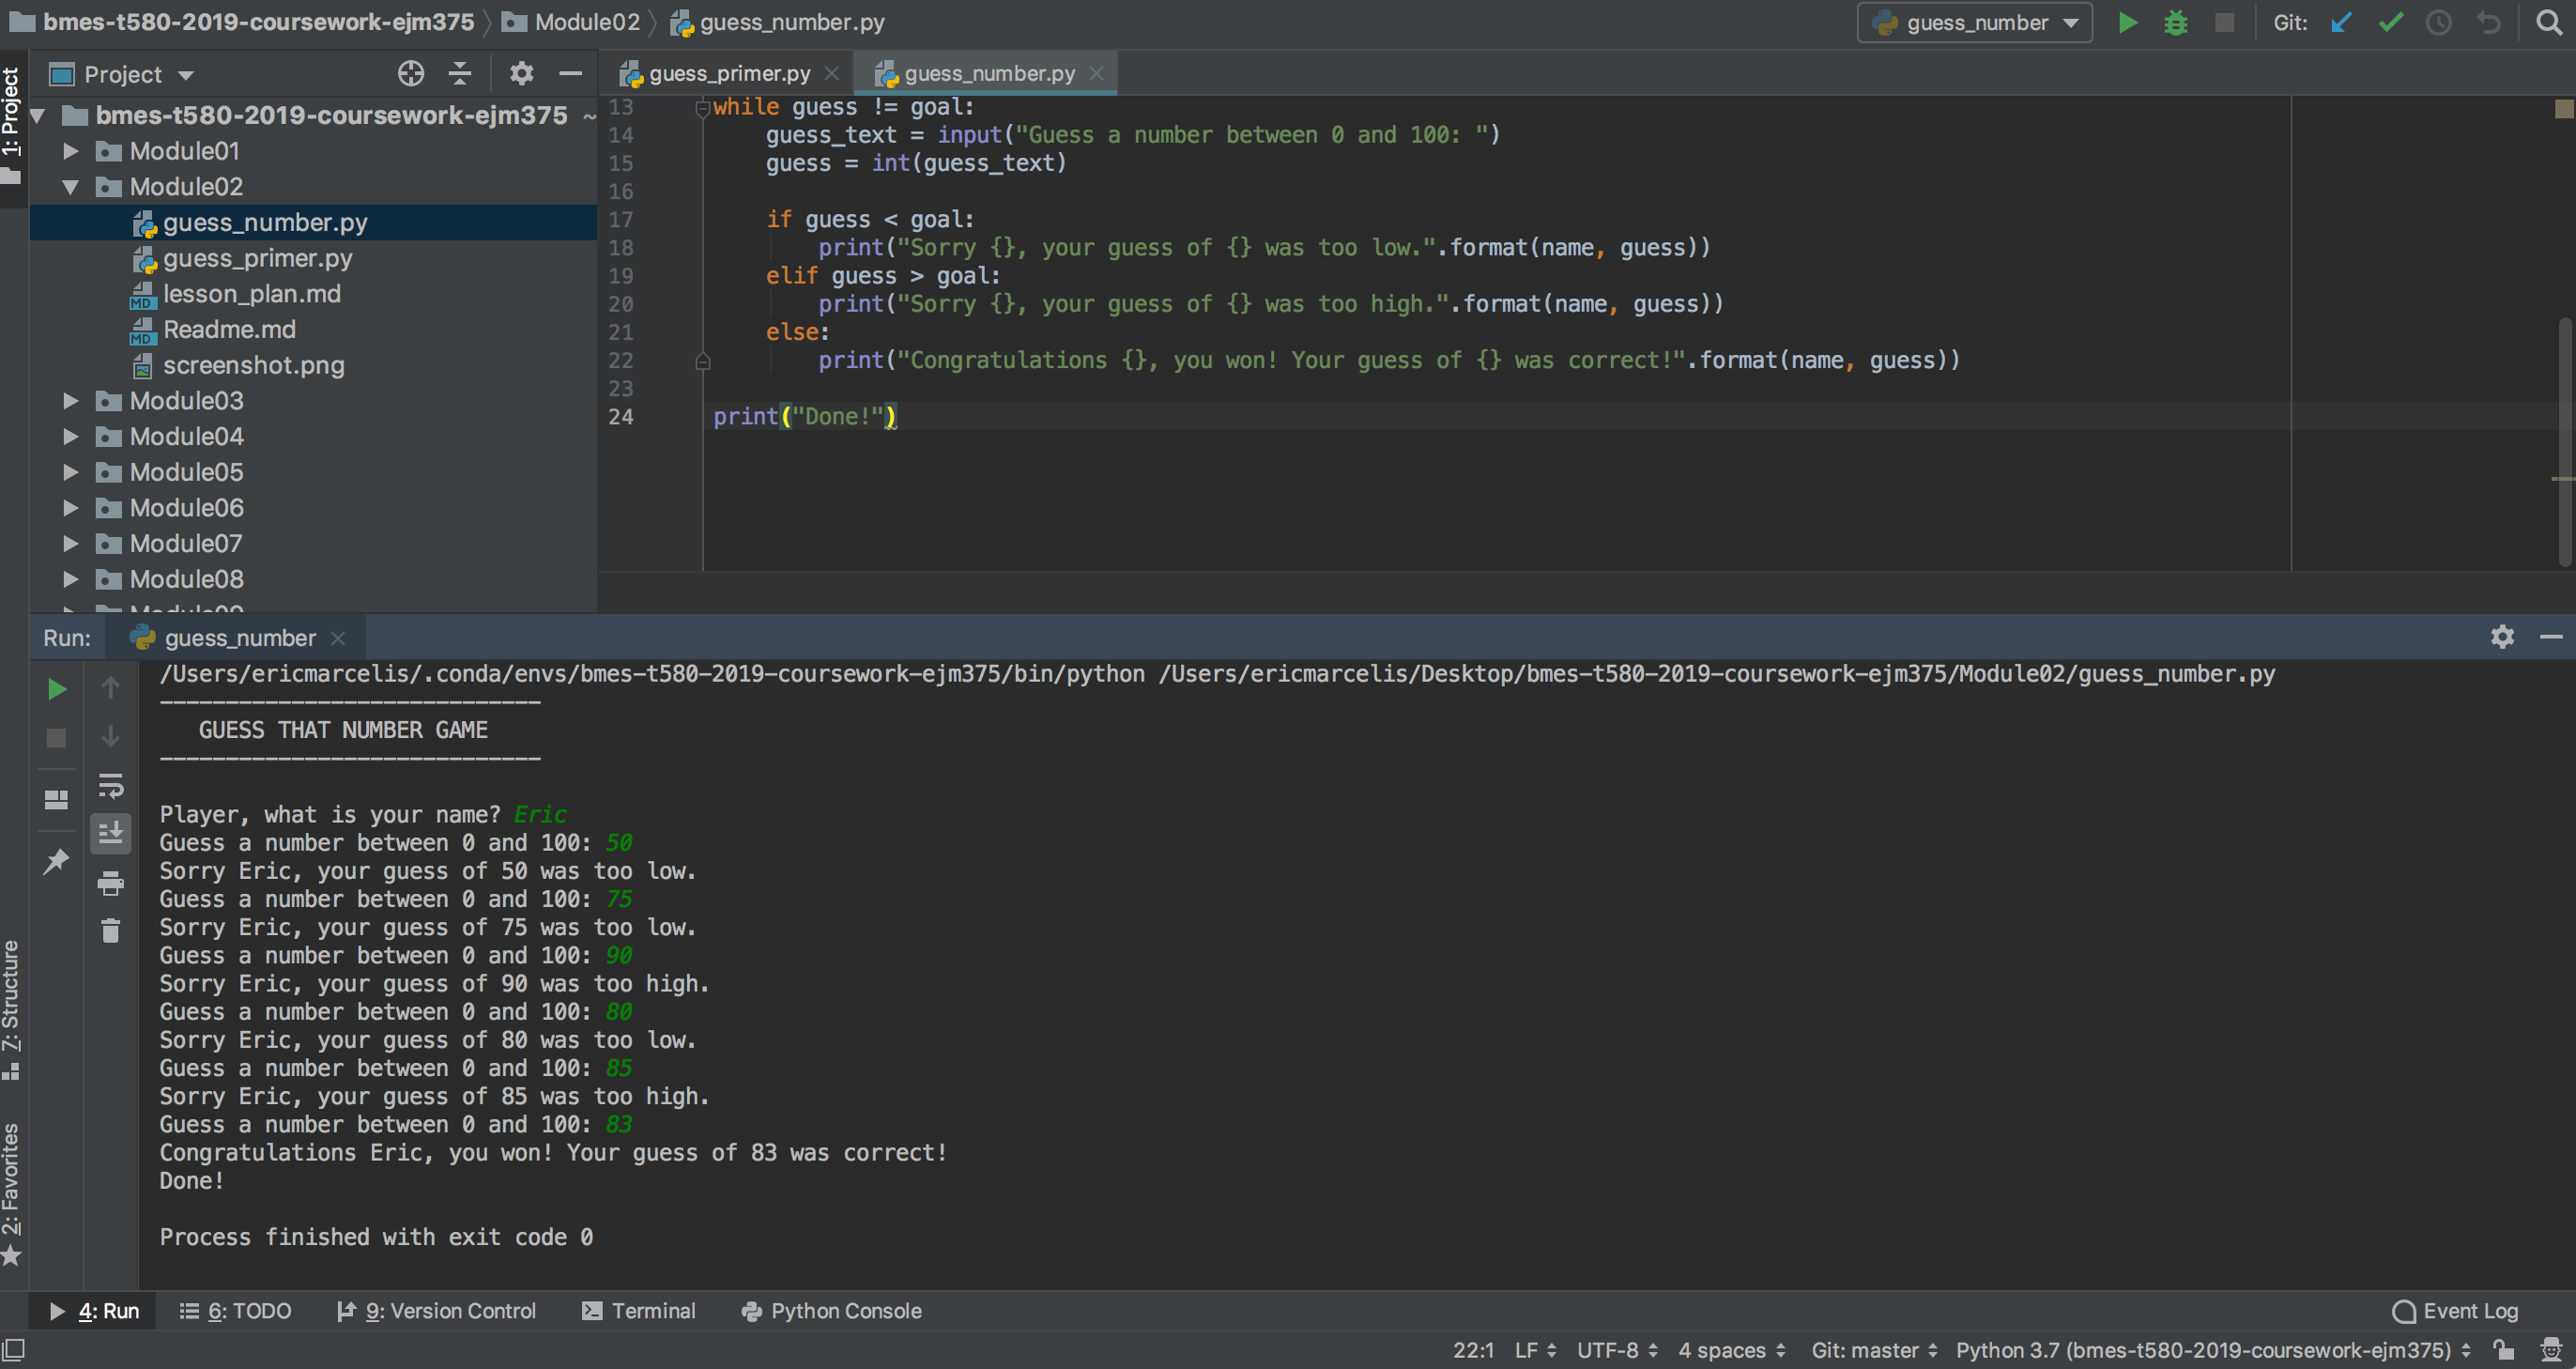 bmes-t580-2019-coursework-ejm375 Module02 guess_number.py guess_number Git:
1: Project
Project
guess_primer.py guess_number.py
bmes-t580-2019-coursework-ejm375 ~
Module01
Module02
guess_number.py
guess_primer.py
MD lesson_plan.md
MD Readme.md
screenshot.png
Module03
Module04
Module05
Module06
Module07
Module08
13 while guess != goal:
14 guess_text = input("Guess a number between 0 and 100: ")
15 guess = int(guess_text)
16
17 if guess < goal:
18 print("Sorry {}, your guess of {} was too low.".format(name, guess))
19 elif guess > goal:
20 print("Sorry {}, your guess of {} was too high.".format(name, guess))
21 else:
22 print("Congratulations {}, you won! Your guess of {} was correct!".format(name, guess))
23
24 print("Done!")
Run: guess_number
/Users/ericmarcelis/.conda/envs/bmes-t580-2019-coursework-ejm375/bin/python /Users/ericmarcelis/Desktop/bmes-t580-2019-coursework-ejm375/Module02/guess_number.py
-----------------------------
GUESS THAT NUMBER GAME
-----------------------------
Player, what is your name? Eric
Guess a number between 0 and 100: 50
Sorry Eric, your guess of 50 was too low.
Guess a number between 0 and 100: 75
Sorry Eric, your guess of 75 was too low.
Guess a number between 0 and 100: 90
Sorry Eric, your guess of 90 was too high.
Guess a number between 0 and 100: 80
Sorry Eric, your guess of 80 was too low.
Guess a number between 0 and 100: 85
Sorry Eric, your guess of 85 was too high.
Guess a number between 0 and 100: 83
Congratulations Eric, you won! Your guess of 83 was correct!
Done!
Process finished with exit code 0
7: Structure
2: Favorites
4: Run 6: TODO 9: Version Control Terminal Python Console Event Log
22:1 LF UTF-8 4 spaces Git: master Python 3.7 (bmes-t580-2019-coursework-ejm375)